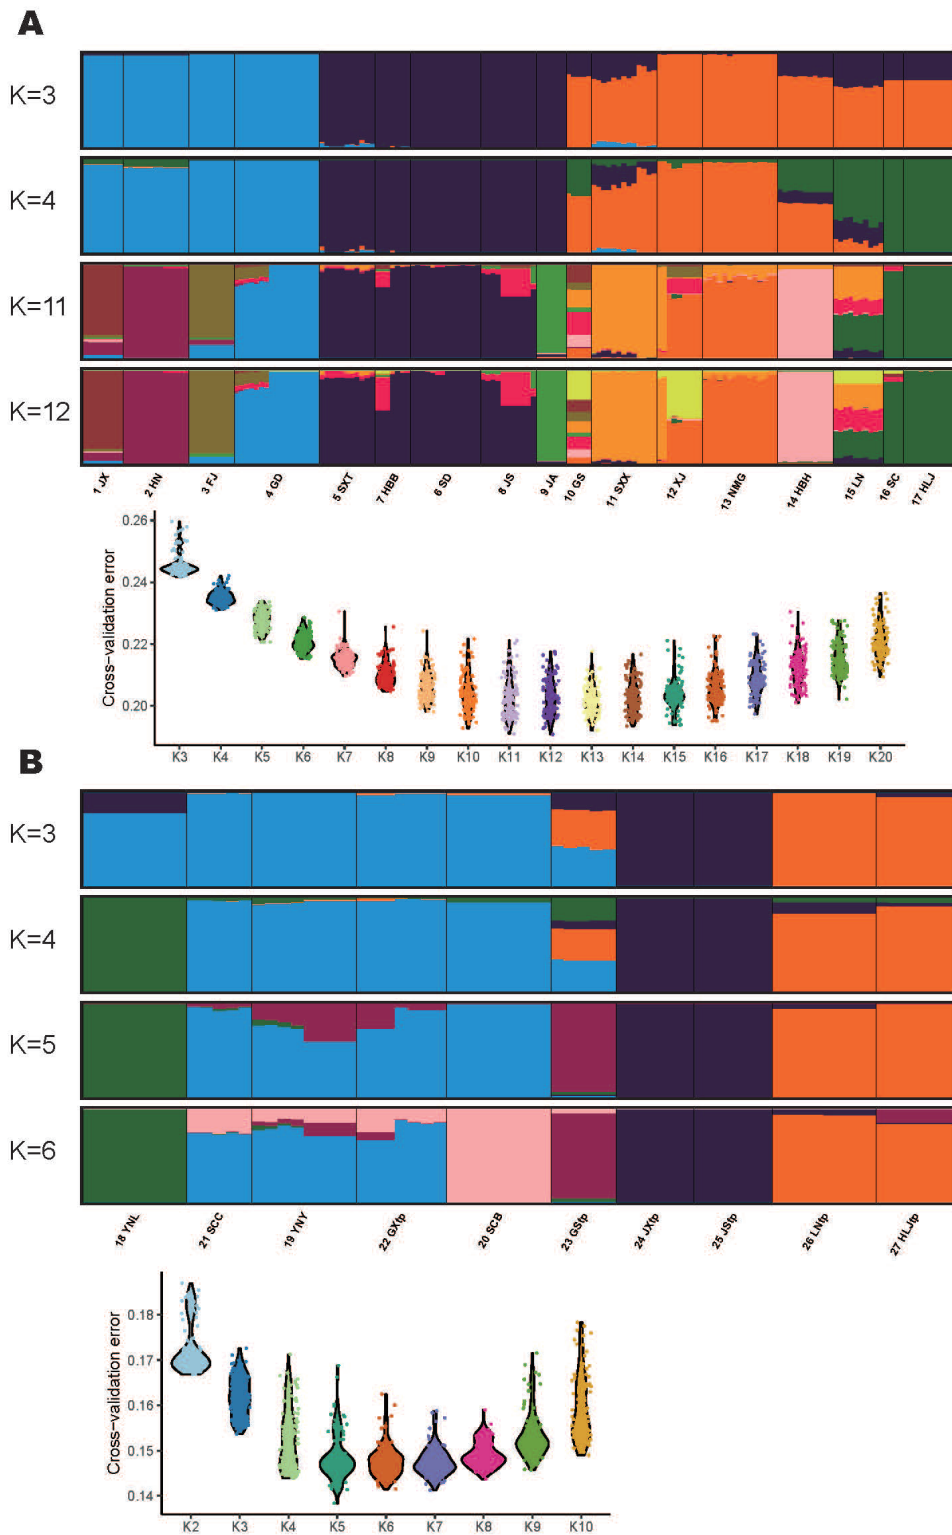 A
K=3
K=4
K=11
K=12
1 JX 2 HN 3 FJ 4 GD 5 SXT 7 HBB 6 SD 8 JS 9 JA 10 GS 11 SXX 12 XJ 13 NMG 14 HBH 15 LN 16 SC 17 HLJ
Cross-validation error
0.26
0.24
0.22
0.20
K3 K4 K5 K6 K7 K8 K9 K10 K11 K12 K13 K14 K15 K16 K17 K18 K19 K20
B
K=3
K=4
K=5
K=6
18 YNL 21 SCC 19 YNY 22 GXtp 20 SCB 23 GStp 24 JXtp 25 JStp 26 LNtp 27 HLJtp
Cross-validation error
0.18
0.17
0.16
0.15
0.14
K2 K3 K4 K5 K6 K7 K8 K9 K10